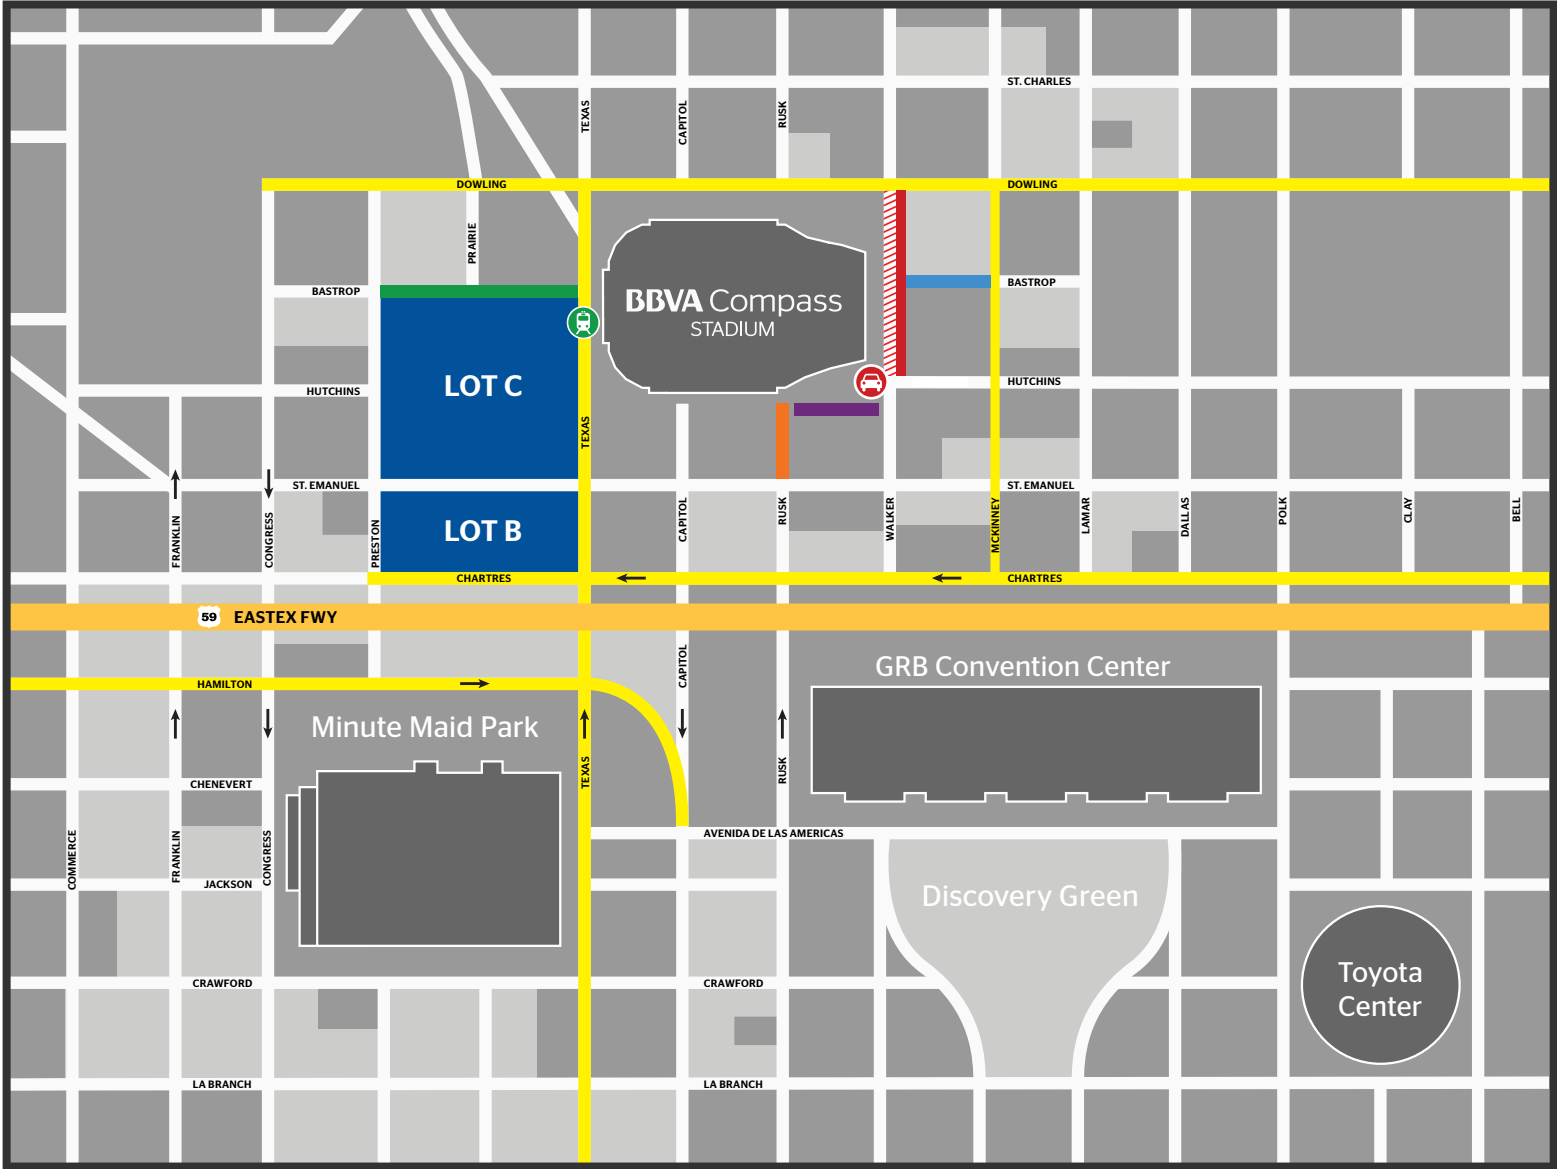 ST. CHARLES
TEXAS
CAPITOL
RUSK
DOWLING
DOWLING
PRAIRIE
BASTROP
BBVA Compass
STADIUM
BASTROP
LOT C
HUTCHINS
HUTCHINS
TEXAS
ST. EMANUEL
ST. EMANUEL
FRANKLIN
CONGRESS
PRESTON
LOT B
CAPITOL
RUSK
WALKER
MCKINNEY
LAMAR
DALLAS
POLK
CLAY
BELL
CHARTRES
CHARTRES
59 EASTEX FWY
CAPITOL
GRB Convention Center
HAMILTON
Minute Maid Park
TEXAS
RUSK
CHENEVERT
AVENIDA DE LAS AMERICAS
COMMERCE
FRANKLIN
CONGRESS
JACKSON
Discovery Green
CRAWFORD
CRAWFORD
Toyota
Center
LA BRANCH
LA BRANCH